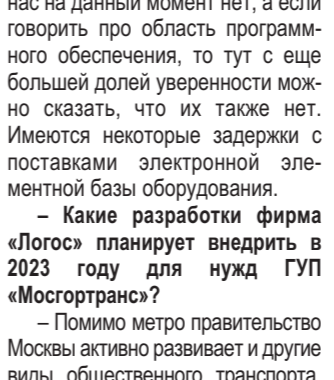 нас на данный момент нет, а если
говорить про область программ-
ного обеспечения, то тут с еще
большей долей уверенности мож-
но сказать, что их также нет.
Имеются некоторые задержки с
поставками электронной эле-
ментной базы оборудования.
– Какие разработки фирма
«Логос» планирует внедрить в
2023 году для нужд ГУП
«Мосгортранс»?
– Помимо метро правительство
Москвы активно развивает и другие
виды общественного транспорта.